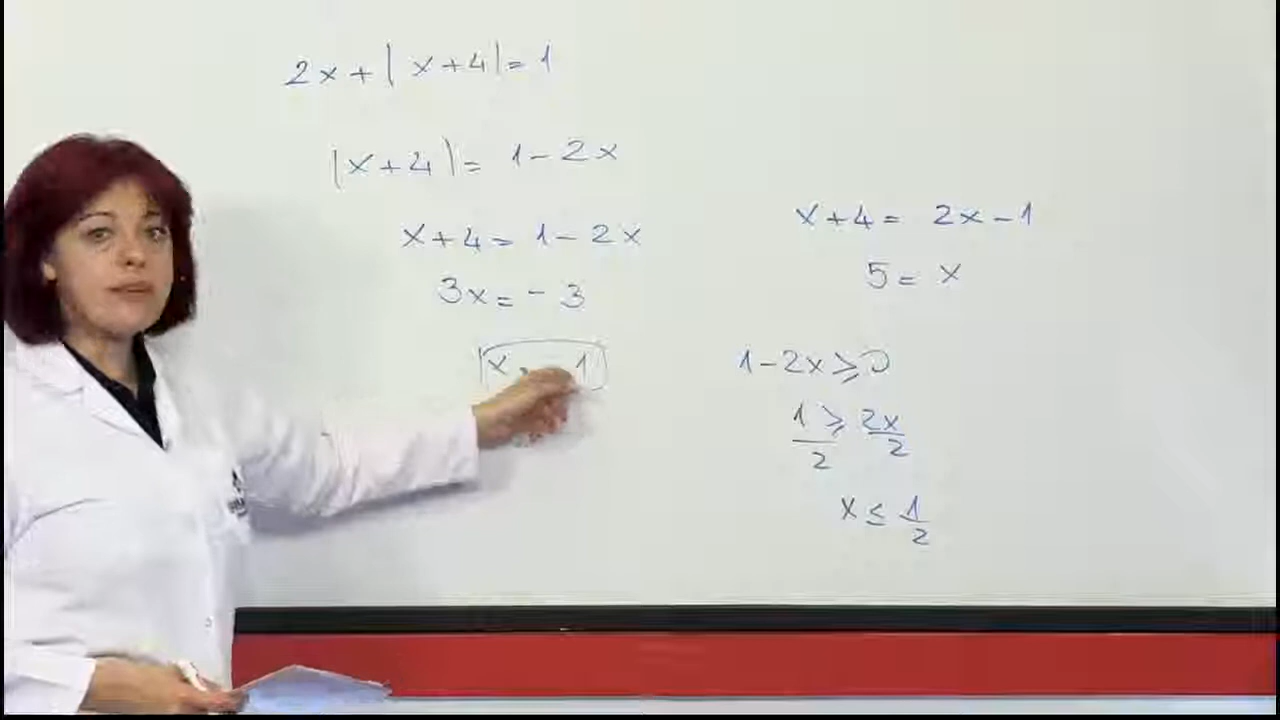 2x+|x+4|=1
|x+4|=1-2x
x+4=1-2x
3x=-3
x=-1
x+4=2x-1
5=x
1-2x≥0
1/2≥2x/2
x≤1/2